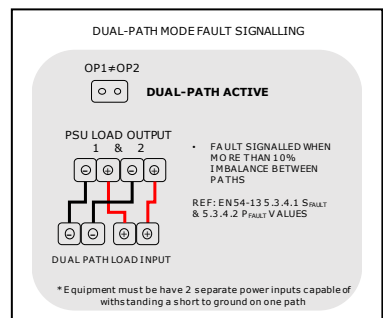 DUAL-PATH MODE FAULT SIGNALLING
OP1≠OP2
DUAL-PATH ACTIVE
PSU LOAD OUTPUT
1 & 2
- + - +
• FAULT SIGNALLED WHEN
MORE THAN 10%
IMBALANCE BETWEEN
PATHS
REF: EN54-13 5.3.4.1 SFAULT
& 5.3.4.2 PFAULT VALUES
- - + +
DUAL PATH LOAD INPUT
*Equipment must be have 2 separate power inputs capable of
withstanding a short to ground on one path